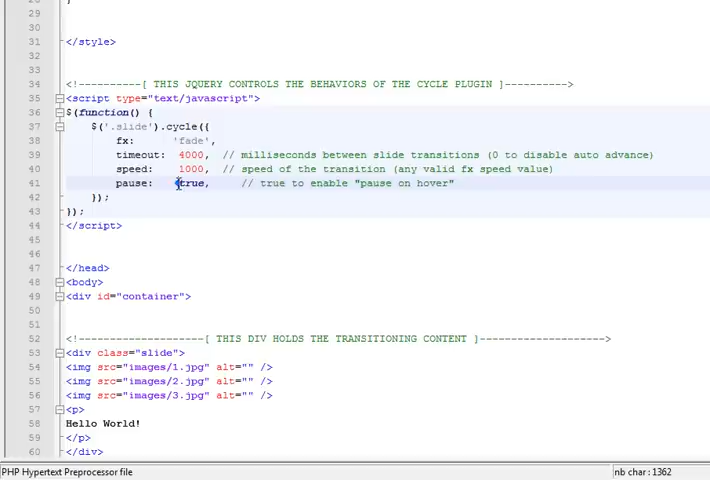 28 }
29
30
31 </style>
32
33
34 <!----------[ THIS JQUERY CONTROLS THE BEHAVIORS OF THE CYCLE PLUGIN ]---------->
35 <script type="text/javascript">
36 $(function() {
37 $('.slide').cycle({
38 fx: 'fade',
39 timeout: 4000, // milliseconds between slide transitions (0 to disable auto advance)
40 speed: 1000, // speed of the transition (any valid fx speed value)
41 pause: true, // true to enable "pause on hover"
42 });
43 });
44 </script>
45
46
47 </head>
48 <body>
49 <div id="container">
50
51
52 <!--------------------[ THIS DIV HOLDS THE TRANSITIONING CONTENT ]-------------------->
53 <div class="slide">
54 <img src="images/1.jpg" alt="" />
55 <img src="images/2.jpg" alt="" />
56 <img src="images/3.jpg" alt="" />
57 <p>
58 Hello World!
59 </p>
60 </div>
PHP Hypertext Preprocessor file nb char : 1362